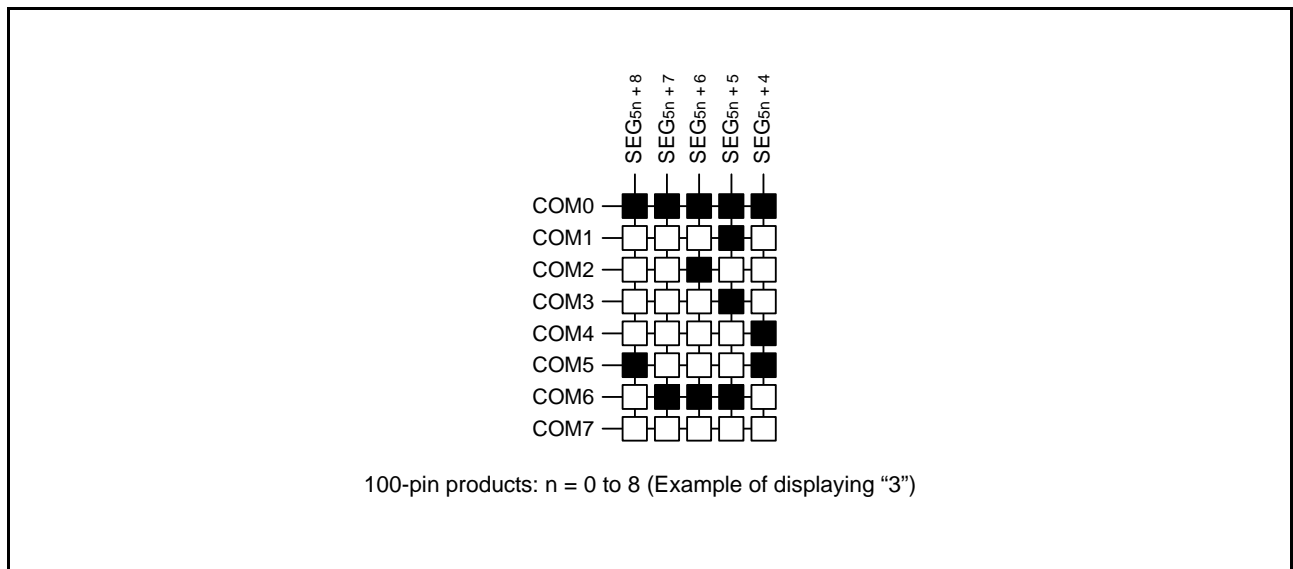 SEG5n + 8
SEG5n + 7
SEG5n + 6
SEG5n + 5
SEG5n + 4
COM0
COM1
COM2
COM3
COM4
COM5
COM6
COM7
100-pin products: n = 0 to 8 (Example of displaying “3”)